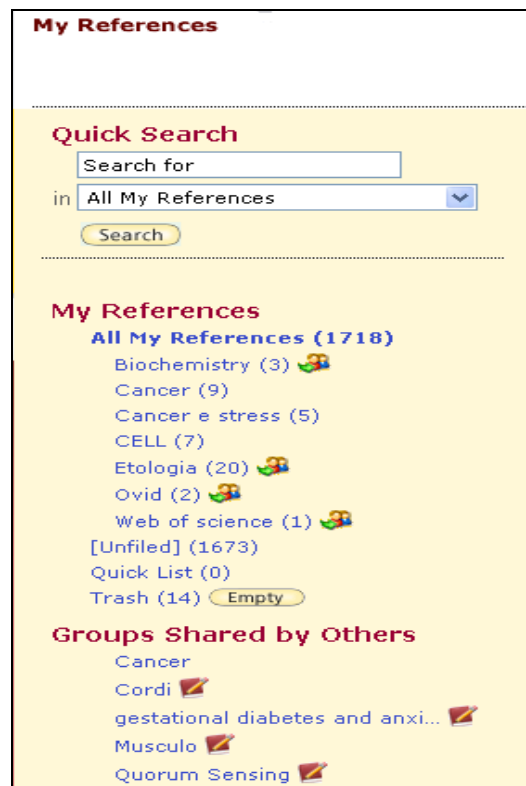 My References
Quick Search
Search for
in All My References
Search
My References
All My References (1718)
Biochemistry (3)
Cancer (9)
Cancer e stress (5)
CELL (7)
Etologia (20)
Ovid (2)
Web of science (1)
[Unfiled] (1673)
Quick List (0)
Trash (14) Empty
Groups Shared by Others
Cancer
Cordi
gestational diabetes and anxi...
Musculo
Quorum Sensing